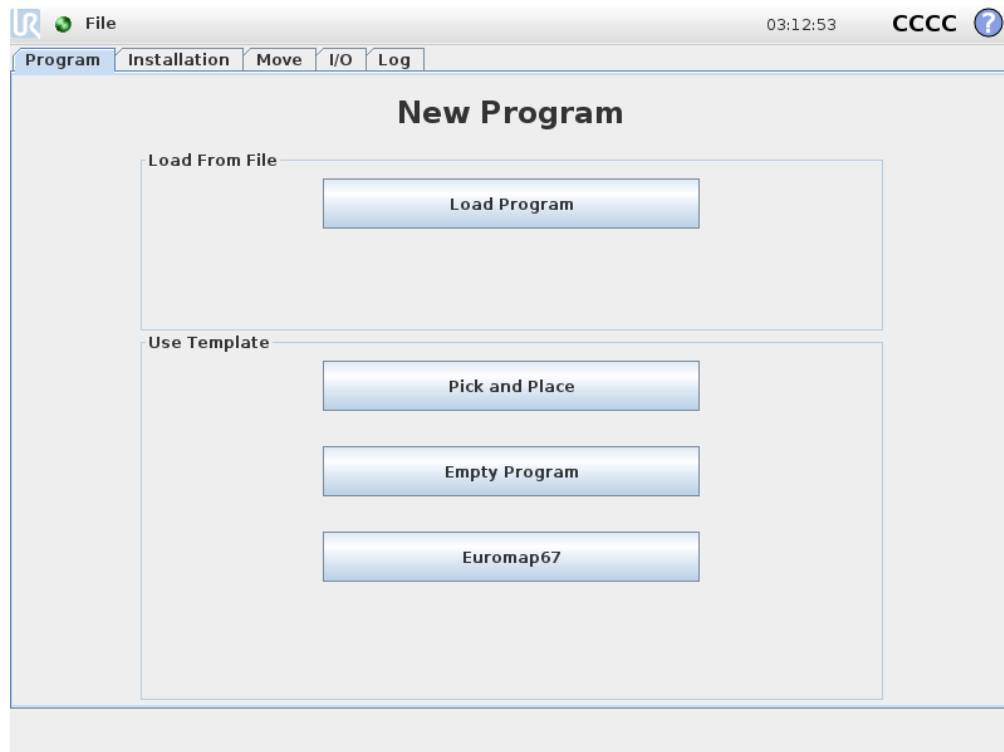 UR File 03:12:53 CCCC ?
Program Installation Move I/O Log
New Program
Load From File
Load Program
Use Template
Pick and Place
Empty Program
Euromap67